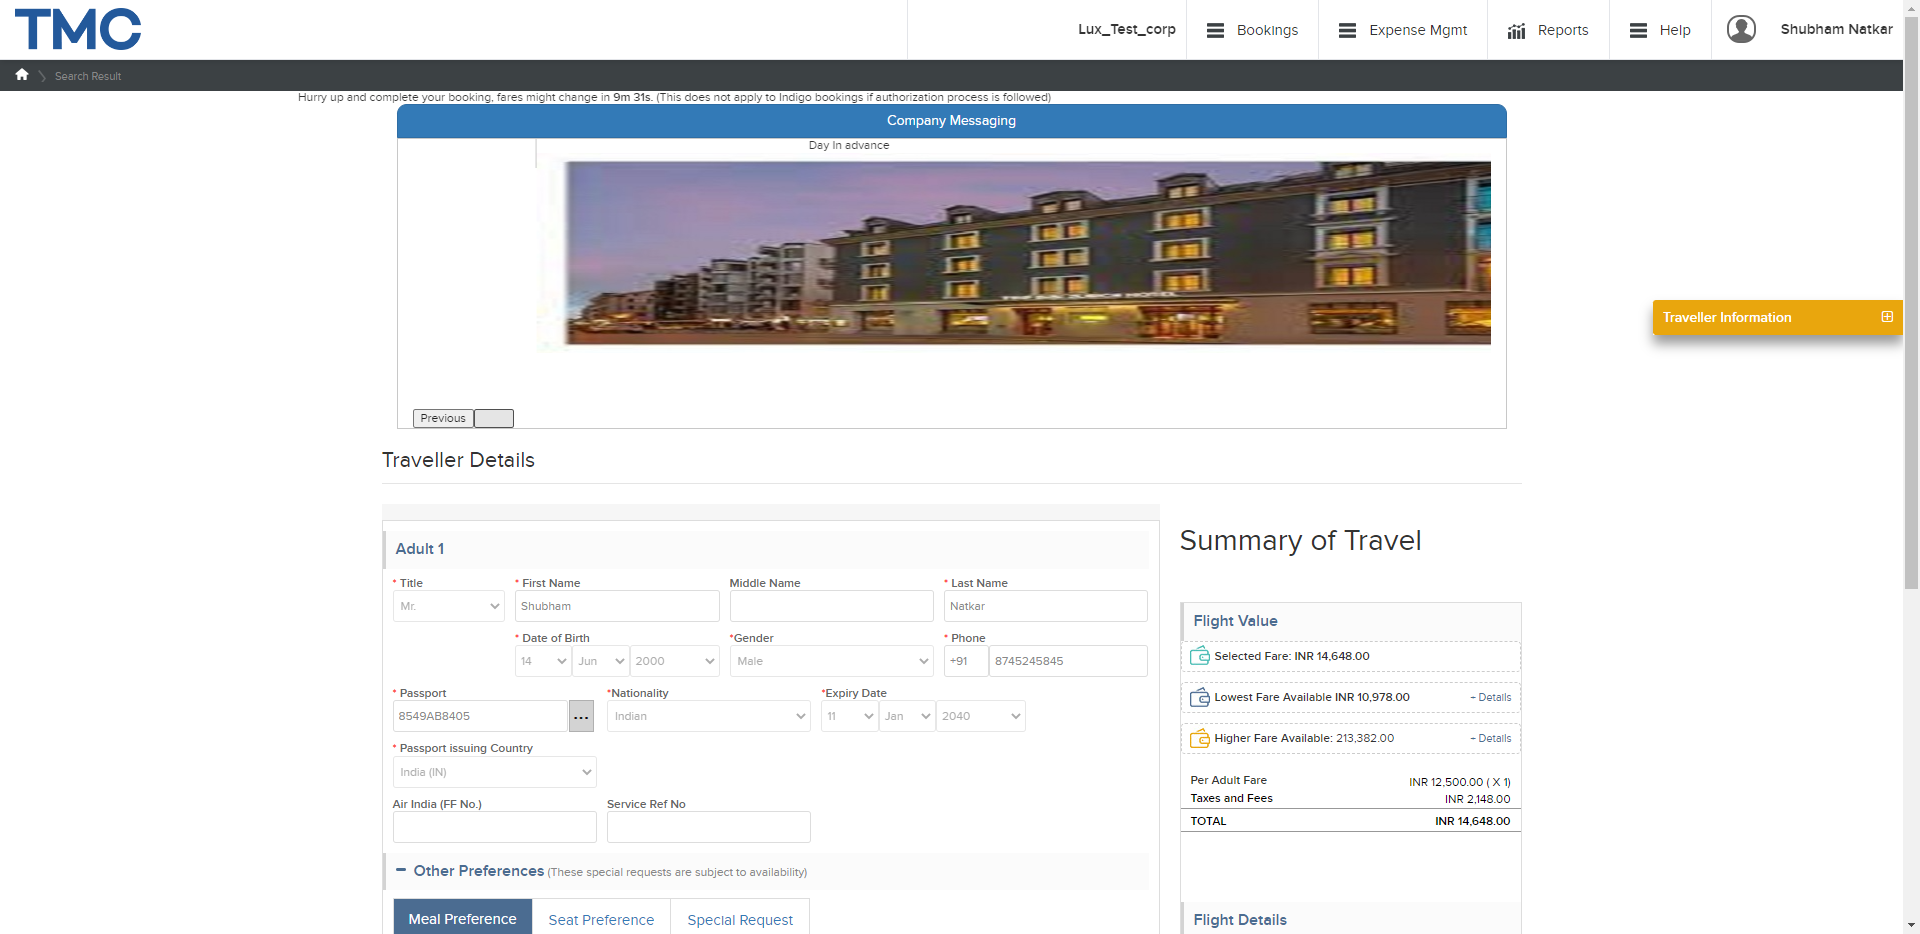 TMC
Lux_Test_corp
Bookings
Expense Mgmt
Reports
Help
Shubham Natkar
Search Result
Hurry up and complete your booking, fares might change in 9m 31s. (This does not apply to Indigo bookings if authorization process is followed)
Company Messaging
Day In advance
Previous
Traveller Information
Traveller Details
Adult 1
* Title
* First Name
Middle Name
* Last Name
Mr.
Shubham
Natkar
* Date of Birth
*Gender
* Phone
14
Jun
2000
Male
+91
8745245845
* Passport
*Nationality
*Expiry Date
8549AB8405
...
Indian
11
Jan
2040
* Passport issuing Country
India (IN)
Air India (FF No.)
Service Ref No
− Other Preferences (These special requests are subject to availability)
Meal Preference
Seat Preference
Special Request
Summary of Travel
Flight Value
Selected Fare: INR 14,648.00
Lowest Fare Available INR 10,978.00
+ Details
Higher Fare Available: 213,382.00
+ Details
Per Adult Fare
INR 12,500.00 ( X 1)
Taxes and Fees
INR 2,148.00
TOTAL
INR 14,648.00
Flight Details